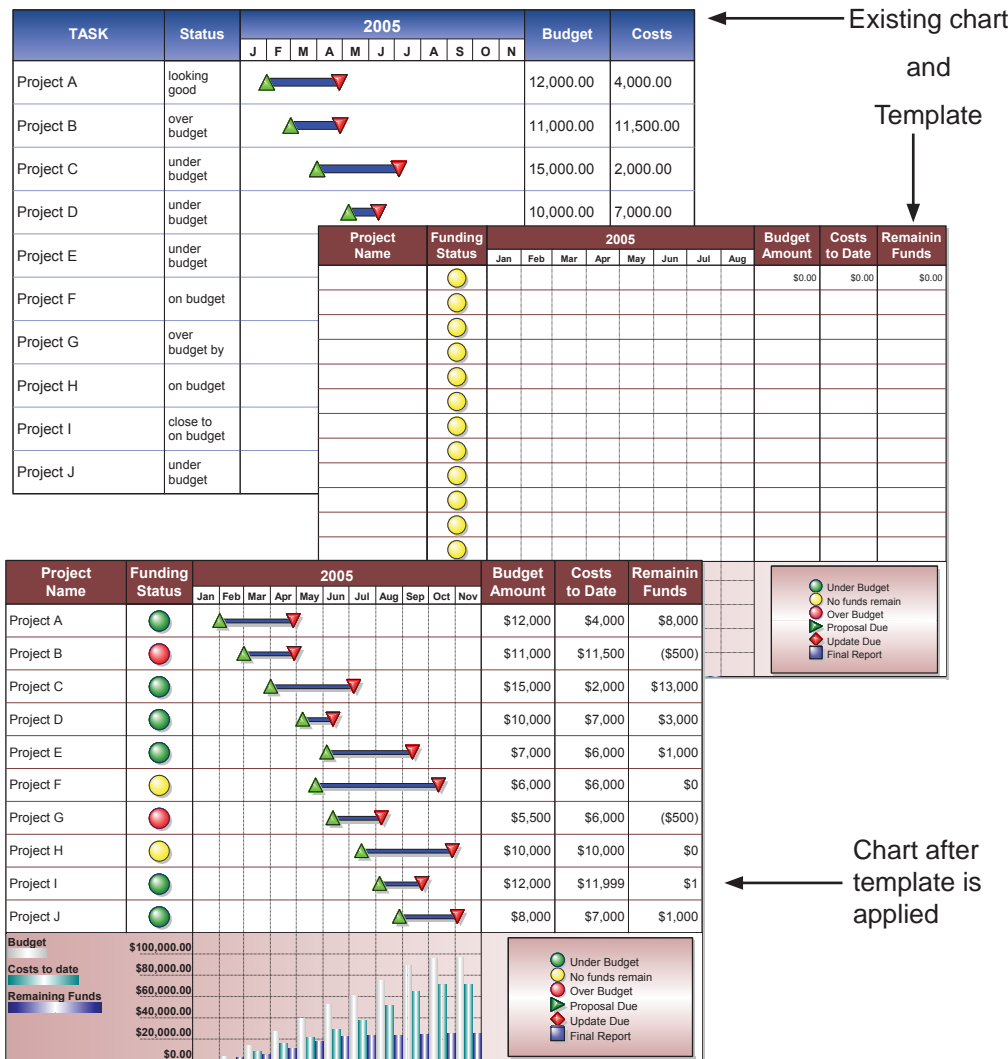 Existing chart
and
Template
TASK Status 2005 Budget Costs
J F M A M J J A S O N
Project A looking good 12,000.00 4,000.00
Project B over budget 11,000.00 11,500.00
Project C under budget 15,000.00 2,000.00
Project D under budget 10,000.00 7,000.00
Project E under budget
Project F on budget
Project G over budget by
Project H on budget
Project I close to on budget
Project J under budget
Project Name Funding Status 2005 Budget Amount Costs to Date Remainin Funds
Jan Feb Mar Apr May Jun Jul Aug
$0.00 $0.00 $0.00
Under Budget
No funds remain
Over Budget
Proposal Due
Update Due
Final Report
Project Name Funding Status 2005 Budget Amount Costs to Date Remainin Funds
Jan Feb Mar Apr May Jun Jul Aug Sep Oct Nov
Project A $12,000 $4,000 $8,000
Project B $11,000 $11,500 ($500)
Project C $15,000 $2,000 $13,000
Project D $10,000 $7,000 $3,000
Project E $7,000 $6,000 $1,000
Project F $6,000 $6,000 $0
Project G $5,500 $6,000 ($500)
Project H $10,000 $10,000 $0
Project I $12,000 $11,999 $1
Project J $8,000 $7,000 $1,000
Chart after
template is
applied
Budget
Costs to date
Remaining Funds
$100,000.00
$80,000.00
$60,000.00
$40,000.00
$20,000.00
$0.00
Under Budget
No funds remain
Over Budget
Proposal Due
Update Due
Final Report